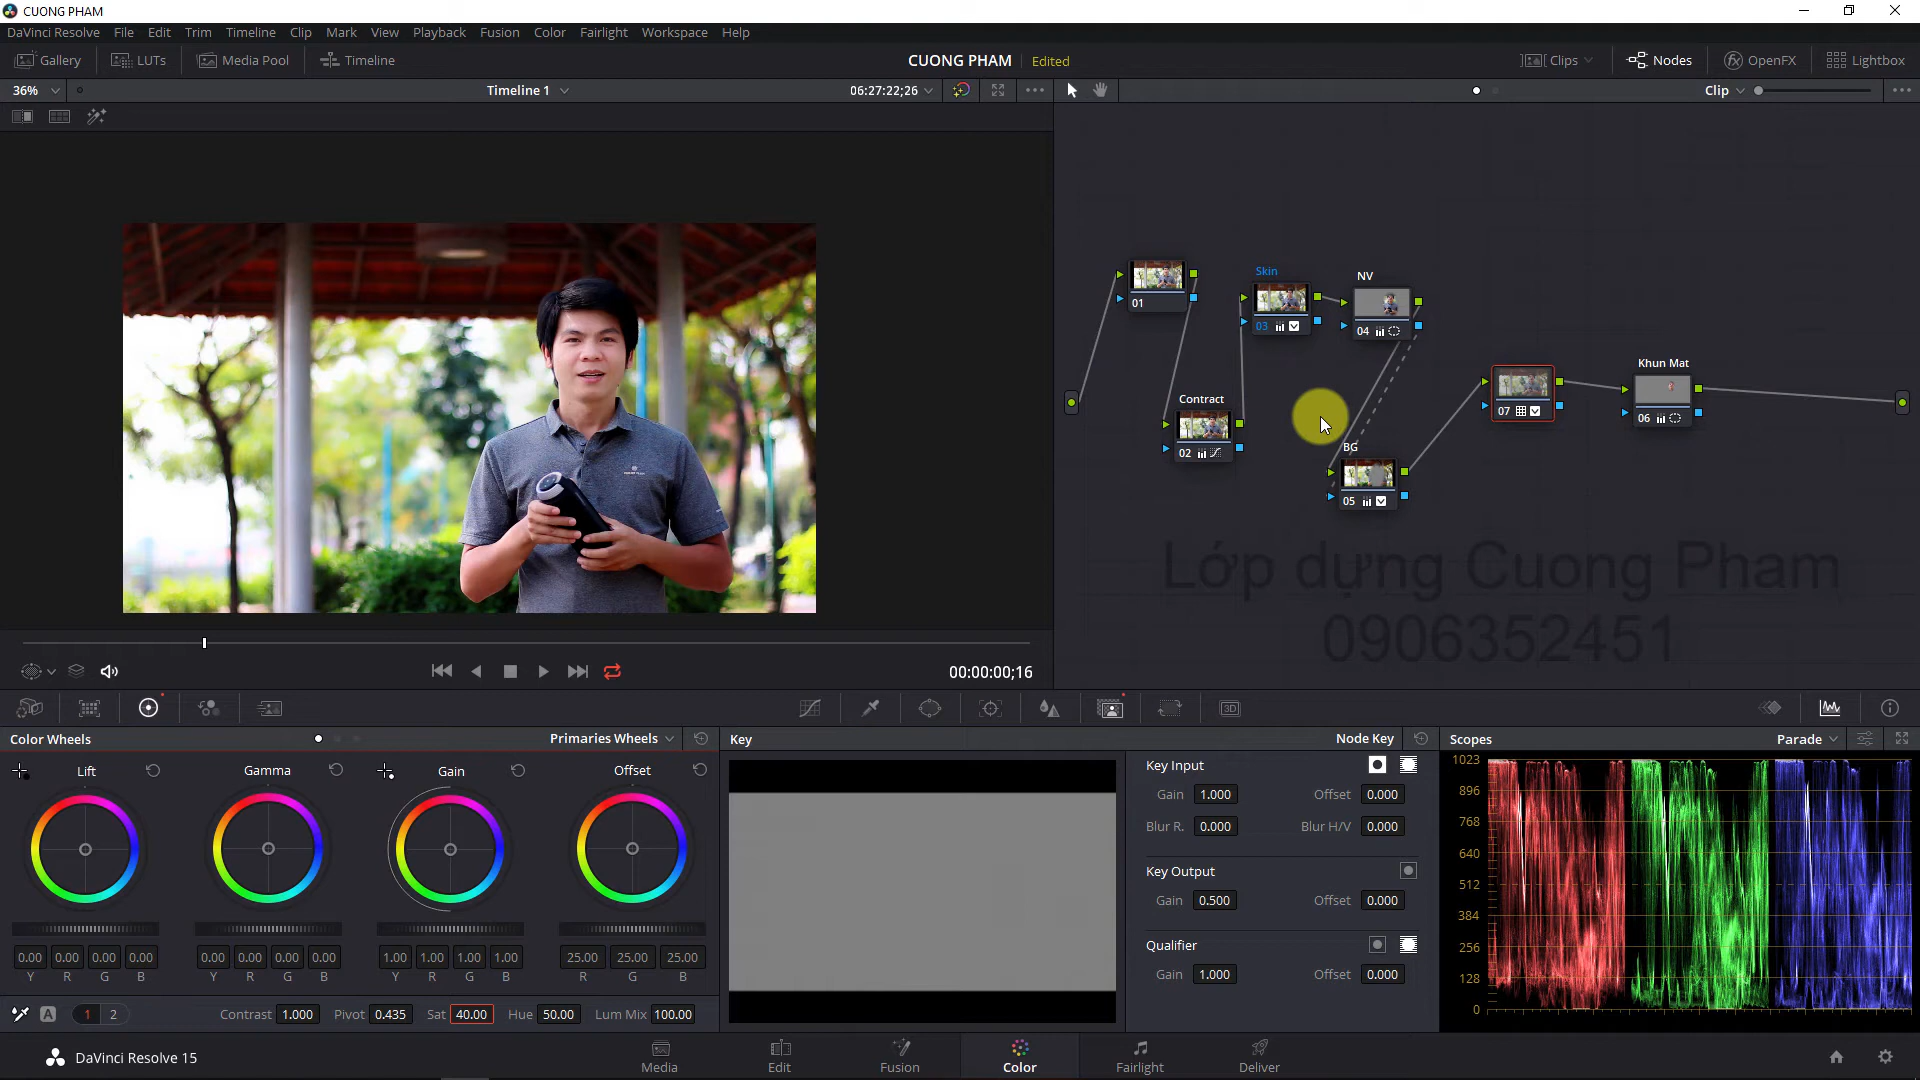 CUONG PHAM
DaVinci Resolve File Edit Trim Timeline Clip Mark View Playback Fusion Color Fairlight Workspace Help
Gallery LUTs Media Pool Timeline CUONG PHAM Edited Clips Nodes OpenFX Lightbox
36% Timeline 1 06:27:22;26 Clip
01
Skin
03
NV
04
Contract
02
BG
05
07
Khun Mat
06
Lớp dựng Cuong Pham
0906352451
00:00:00;16
Color Wheels Primaries Wheels
Lift Gamma Gain Offset
0.00 0.00 0.00 0.00 0.00 0.00 0.00 0.00 1.00 1.00 1.00 1.00 25.00 25.00 25.00
Y R G B Y R G B Y R G B R G B
A 1 2 Contrast 1.000 Pivot 0.435 Sat 40.00 Hue 50.00 Lum Mix 100.00
Key Node Key
Key Input
Gain 1.000 Offset 0.000
Blur R. 0.000 Blur H/V 0.000
Key Output
Gain 0.500 Offset 0.000
Qualifier
Gain 1.000 Offset 0.000
Scopes Parade
1023
896
768
640
512
384
256
128
0
DaVinci Resolve 15 Media Edit Fusion Color Fairlight Deliver